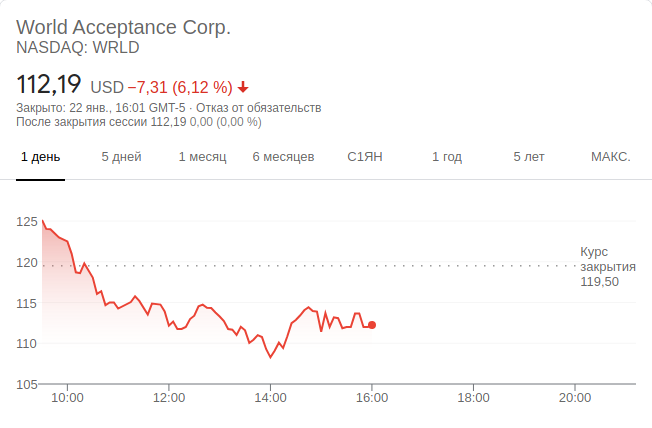 World Acceptance Corp.
NASDAQ: WRLD
112,19 USD −7,31 (6,12 %)
Закрыто: 22 янв., 16:01 GMT-5 · Отказ от обязательств
После закрытия сессии 112,19 0,00 (0,00 %)
1 день 5 дней 1 месяц 6 месяцев С1ЯН 1 год 5 лет МАКС.
125
120
115
110
105
Курс
закрытия
119,50
10:00 12:00 14:00 16:00 18:00 20:00